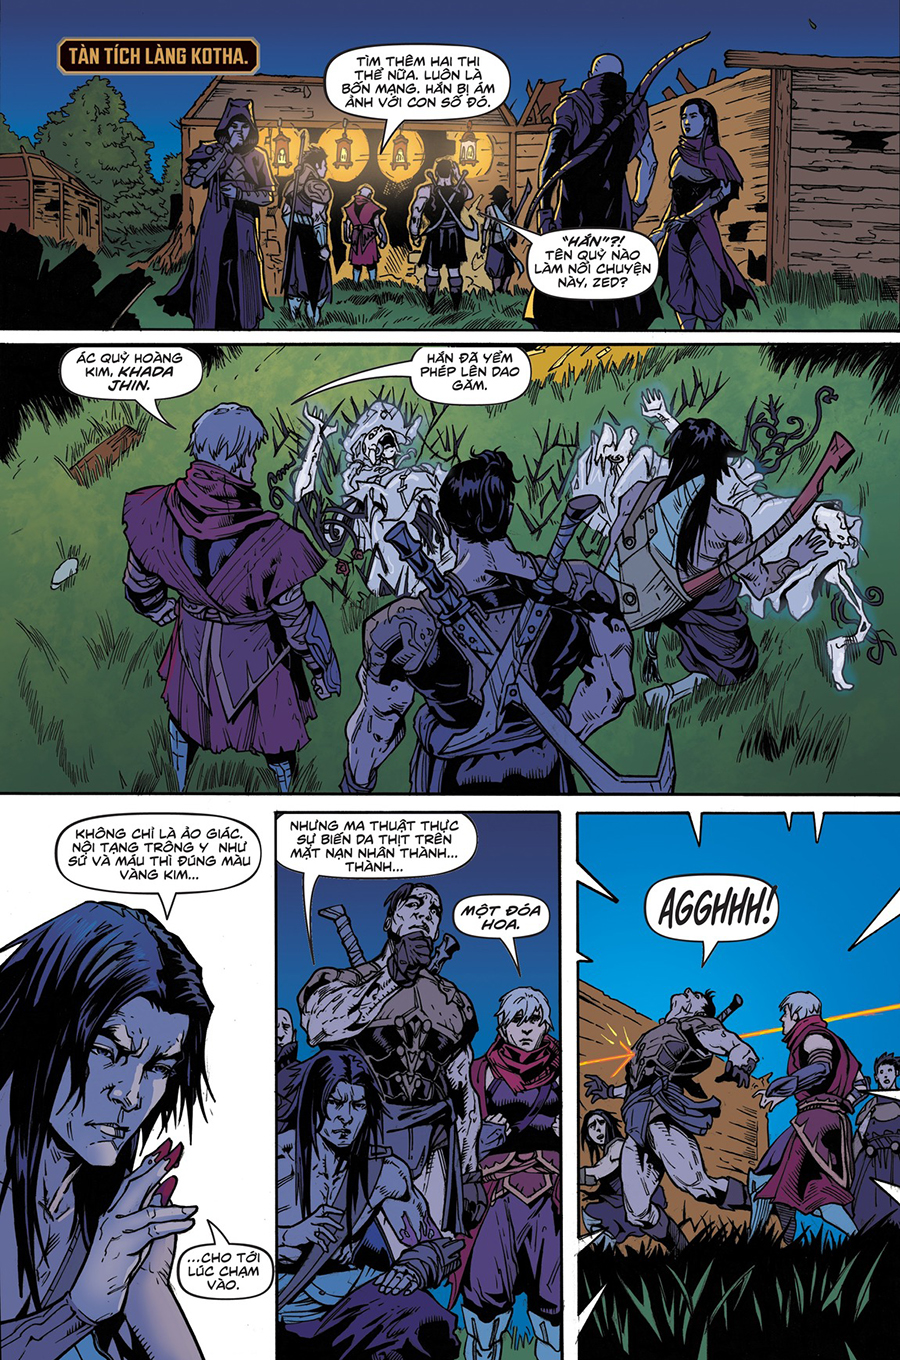 TÀN TÍCH LÀNG KOTHA.
TÌM THÊM HAI THI
THỂ NỮA. LUÔN LÀ
BỐN MẠNG. HẮN BỊ ÁM
ẢNH VỚI CON SỐ ĐÓ.
"HẮN"?!
TÊN QUỶ NÀO
LÀM NỔI CHUYỆN
NÀY, ZED?
ÁC QUỶ HOÀNG
KIM, KHADA
JHIN.
HẮN ĐÃ YỂM
PHÉP LÊN DAO
GĂM.
KHÔNG CHỈ LÀ ẢO GIÁC.
NỘI TẠNG TRÔNG Y NHƯ
SỨ VÀ MÁU THÌ ĐÚNG MÀU
VÀNG KIM...
...CHO TỚI
LÚC CHẠM
VÀO.
NHƯNG MA THUẬT THỰC
SỰ BIẾN DA THỊT TRÊN
MẶT NẠN NHÂN THÀNH...
THÀNH...
MỘT ĐÓA
HOA.
AGGHHH!